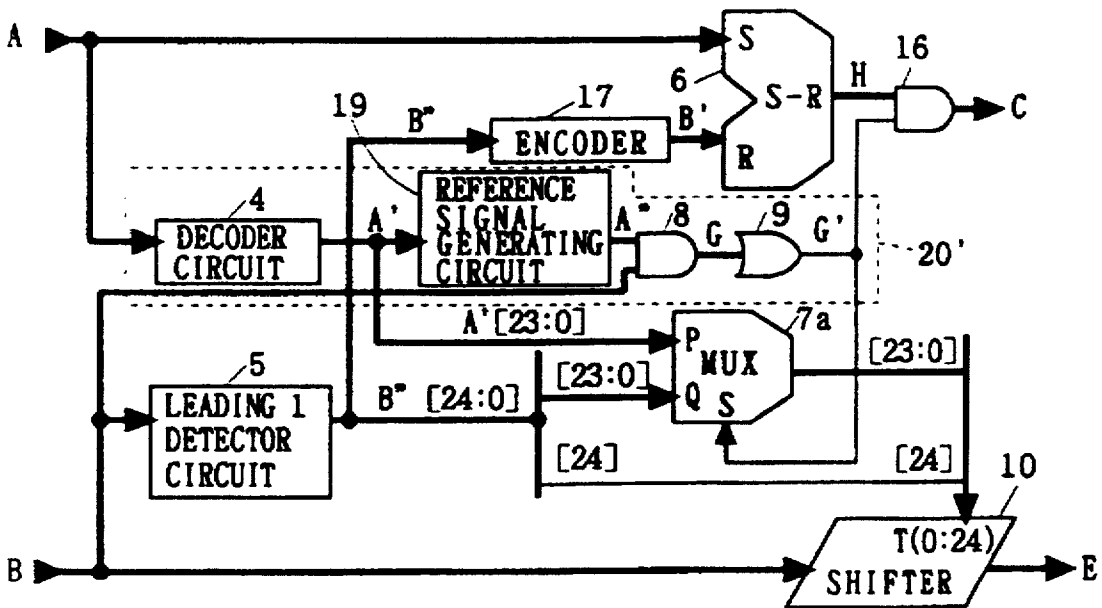 A
S
6
S-R
R
H
16
C
19
17
B"
ENCODER
B'
4
DECODER
CIRCUIT
A'
REFERENCE
SIGNAL
GENERATING
CIRCUIT
A"
8
G
9
G'
20'
A'[23:0]
7a
P
MUX
Q
S
[23:0]
[23:0]
5
LEADING 1
DETECTOR
CIRCUIT
B" [24:0]
[24]
[24]
10
T(0:24)
SHIFTER
B
E